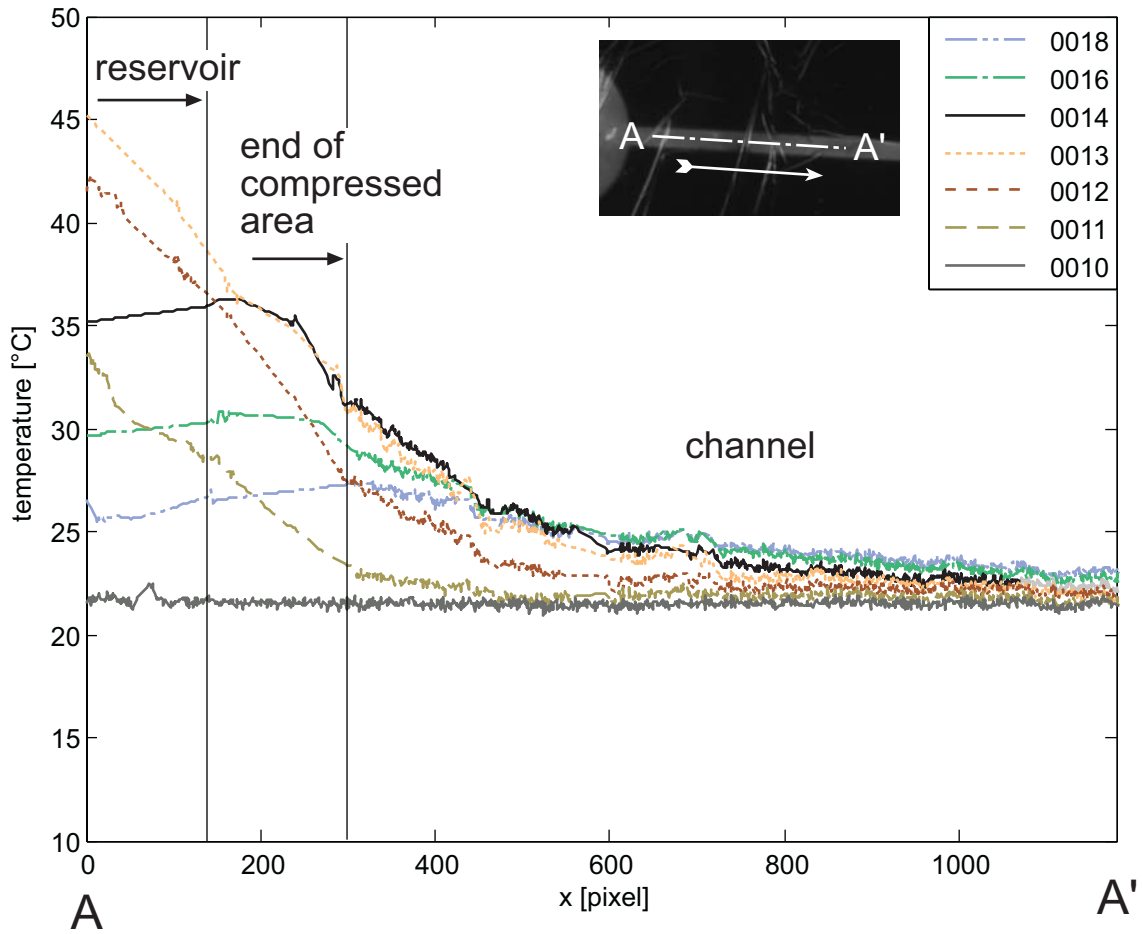 50
45
40
35
30
25
20
15
10
temperature [°C]
reservoir
end of
compressed
area
channel
A
A'
0018
0016
0014
0013
0012
0011
0010
0
200
400
600
800
1000
x [pixel]
A
A'